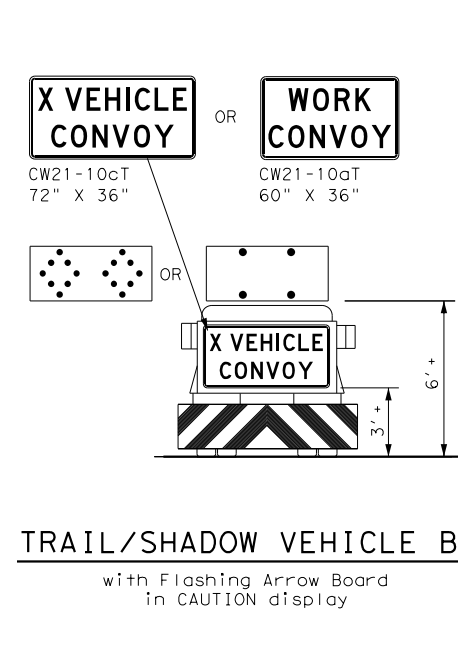 X VEHICLE
CONVOY
OR
WORK
CONVOY
CW21-10cT
72" X 36"
CW21-10aT
60" X 36"
OR
X VEHICLE
CONVOY
6' +
3' +
TRAIL/SHADOW VEHICLE B
with Flashing Arrow Board
in CAUTION display